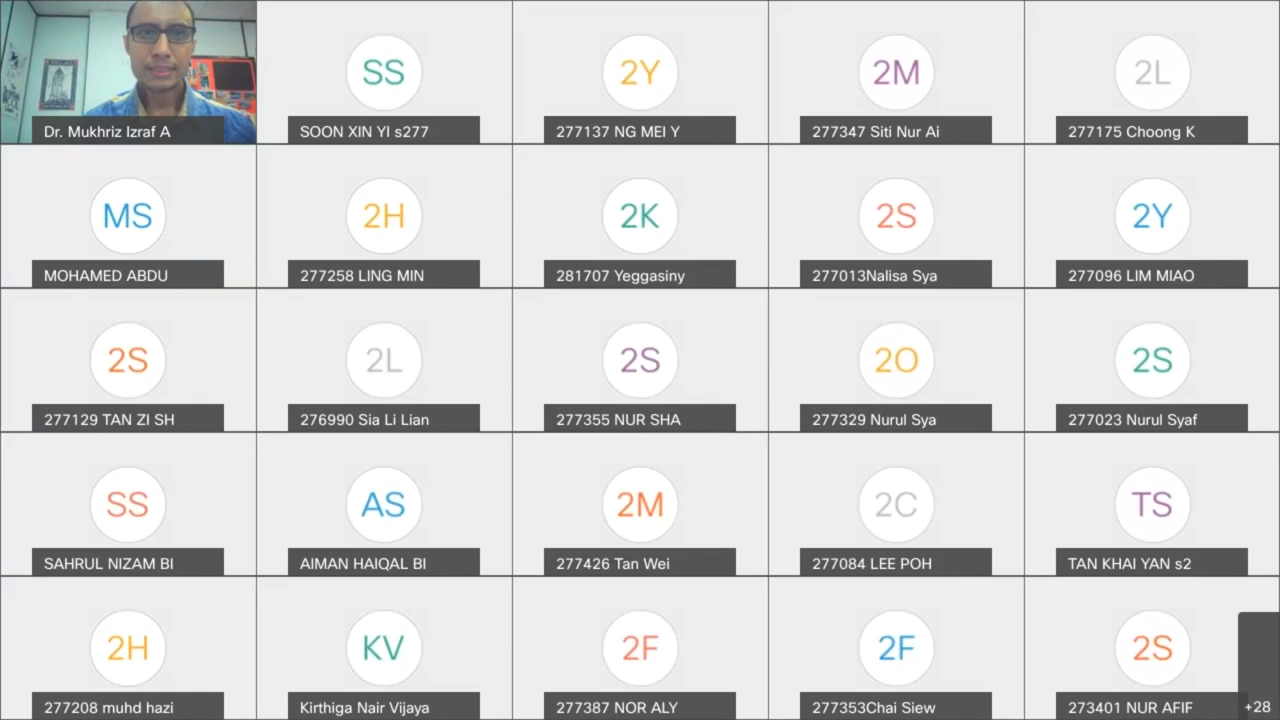 Dr. Mukhriz Izraf A
SS
SOON XIN YI s277
2Y
277137 NG MEI Y
2M
277347 Siti Nur Ai
2L
277175 Choong K
MS
MOHAMED ABDU
2H
277258 LING MIN
2K
281707 Yeggasiny
2S
277013Nalisa Sya
2Y
277096 LIM MIAO
2S
277129 TAN ZI SH
2L
276990 Sia Li Lian
2S
277355 NUR SHA
2O
277329 Nurul Sya
2S
277023 Nurul Syaf
SS
SAHRUL NIZAM BI
AS
AIMAN HAIQAL BI
2M
277426 Tan Wei
2C
277084 LEE POH
TS
TAN KHAI YAN s2
2H
277208 muhd hazi
KV
Kirthiga Nair Vijaya
2F
277387 NOR ALY
2F
277353Chai Siew
2S
273401 NUR AFIF
+28